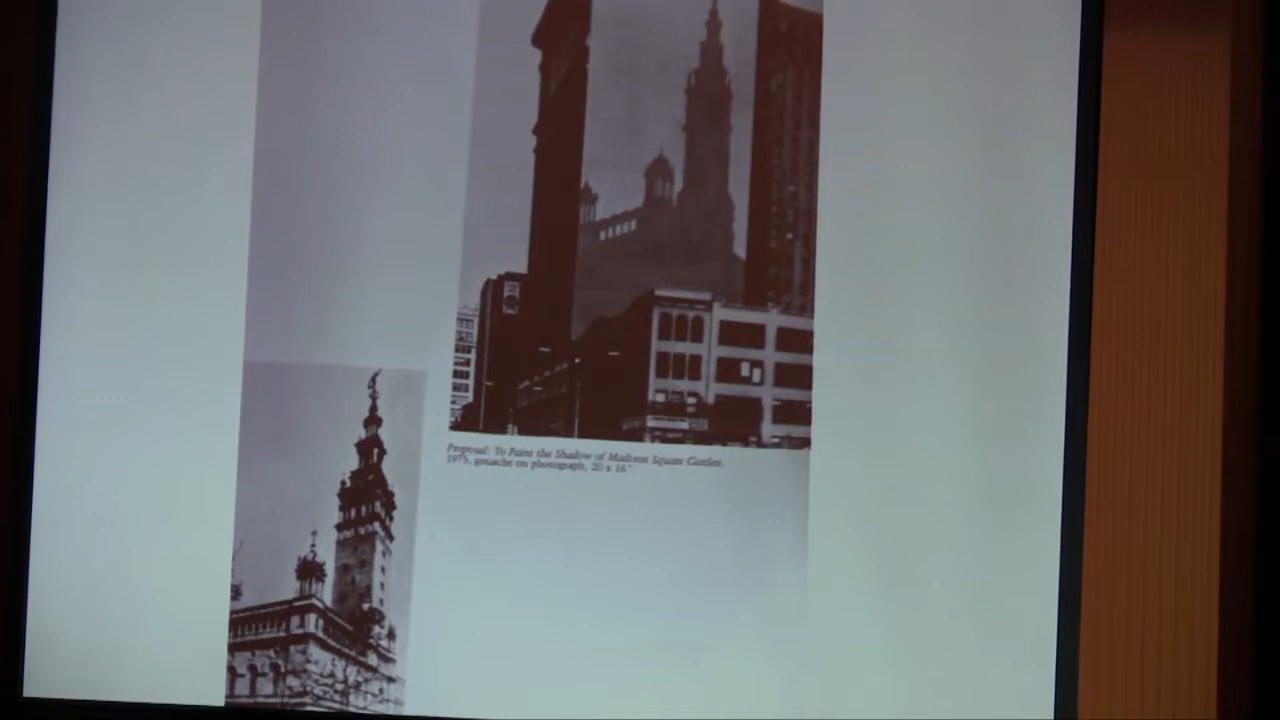 Proposal: To Paint the Shadow of Madison Square Garden,
1975, gouache on photograph, 20 x 16"